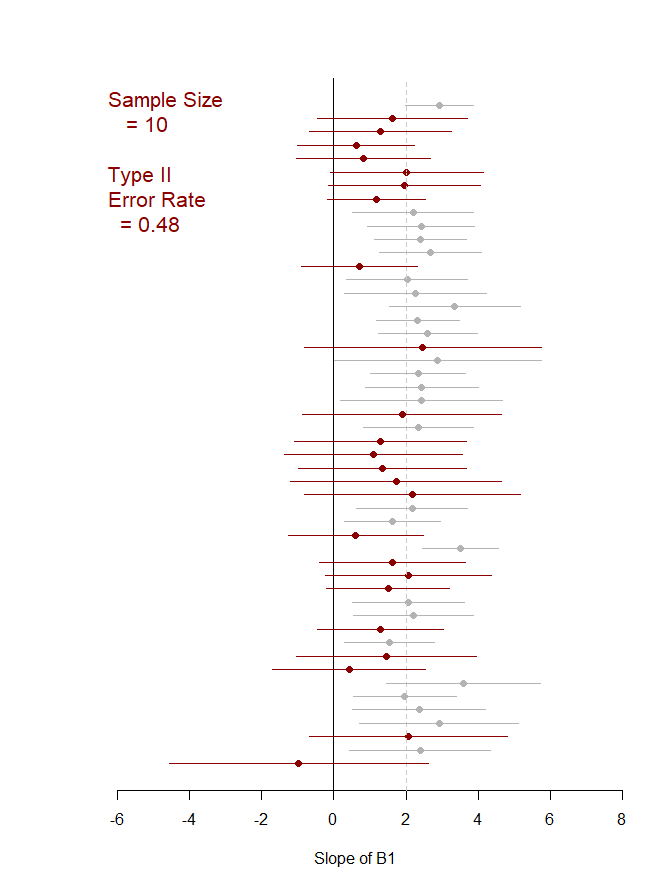 Sample Size
= 10
Type II
Error Rate
= 0.48
-6 -4 -2 0 2 4 6 8
Slope of B1